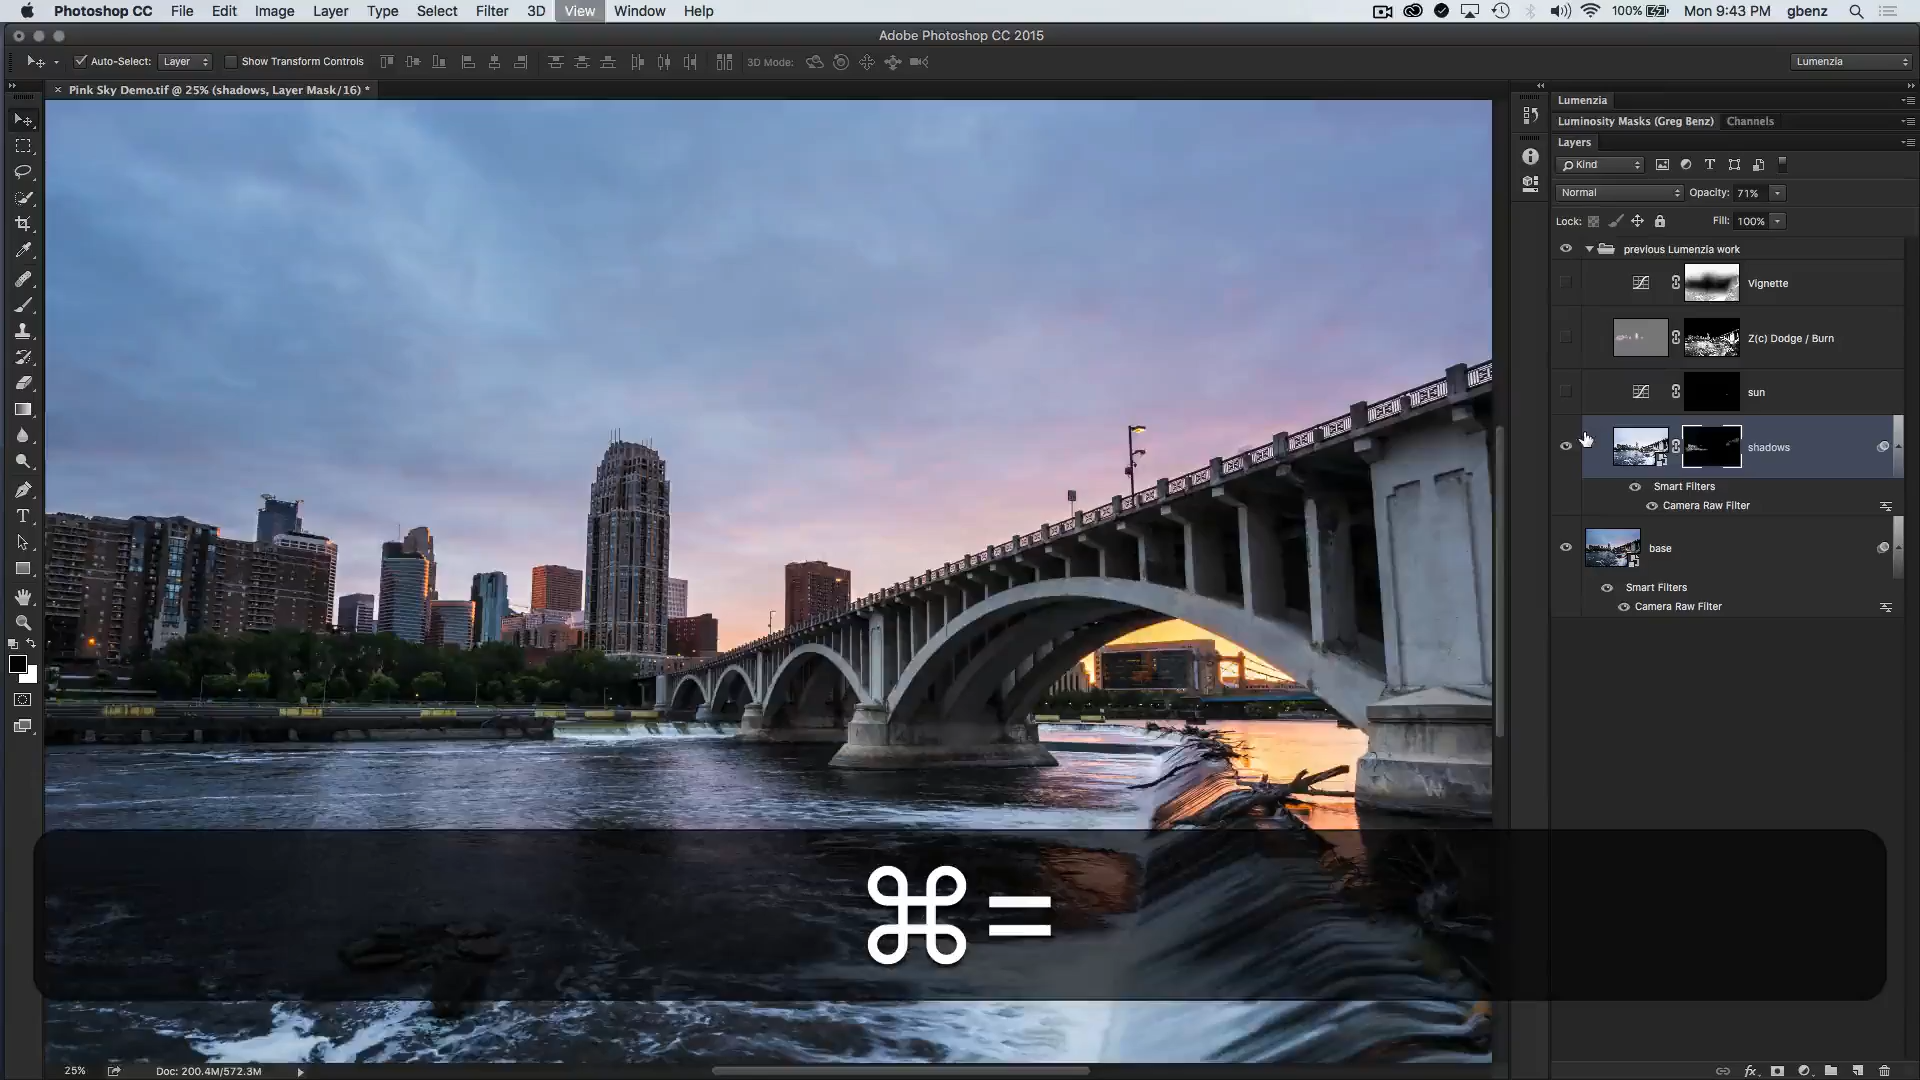 Photoshop CC File Edit Image Layer Type Select Filter 3D View Window Help 100% Mon 9:43 PM gbenz
Adobe Photoshop CC 2015
Auto-Select: Layer Show Transform Controls 3D Mode: Lumenzia
× Pink Sky Demo.tif @ 25% (shadows, Layer Mask/16) *
Lumenzia
Luminosity Masks (Greg Benz) Channels
Layers
Kind
Normal Opacity: 71%
Lock: Fill: 100%
previous Lumenzia work
Vignette
Z(c) Dodge / Burn
sun
shadows
Smart Filters
Camera Raw Filter
base
Smart Filters
Camera Raw Filter
⌘=
25% Doc: 200.4M/572.3M